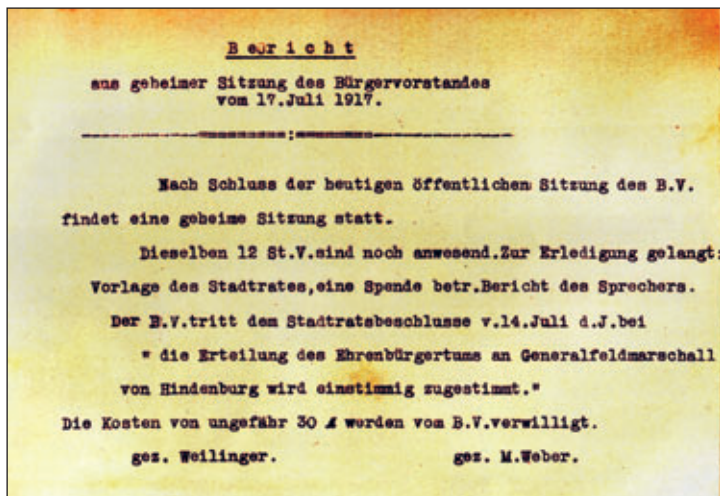 Bericht
aus geheimer Sitzung des Bürgervorstandes
vom 17.Juli 1917.
Nach Schluss der heutigen öffentlichen Sitzung des B.V.
findet eine geheime Sitzung statt.
Dieselben 12 St.V.sind noch anwesend.Zur Erledigung gelangt:
Vorlage des Stadtrates,eine Spende betr.Bericht des Sprechers.
Der B.V.tritt dem Stadtratsbeschlusse v.14.Juli d.J.bei
" die Erteilung des Ehrenbürgertums an Generalfeldmarschall
von Hindenburg wird einstimmig zugestimmt."
Die Kosten von ungefähr 30 ℳ werden vom B.V.verwilligt.
gez. Weilinger. gez. M.Weber.